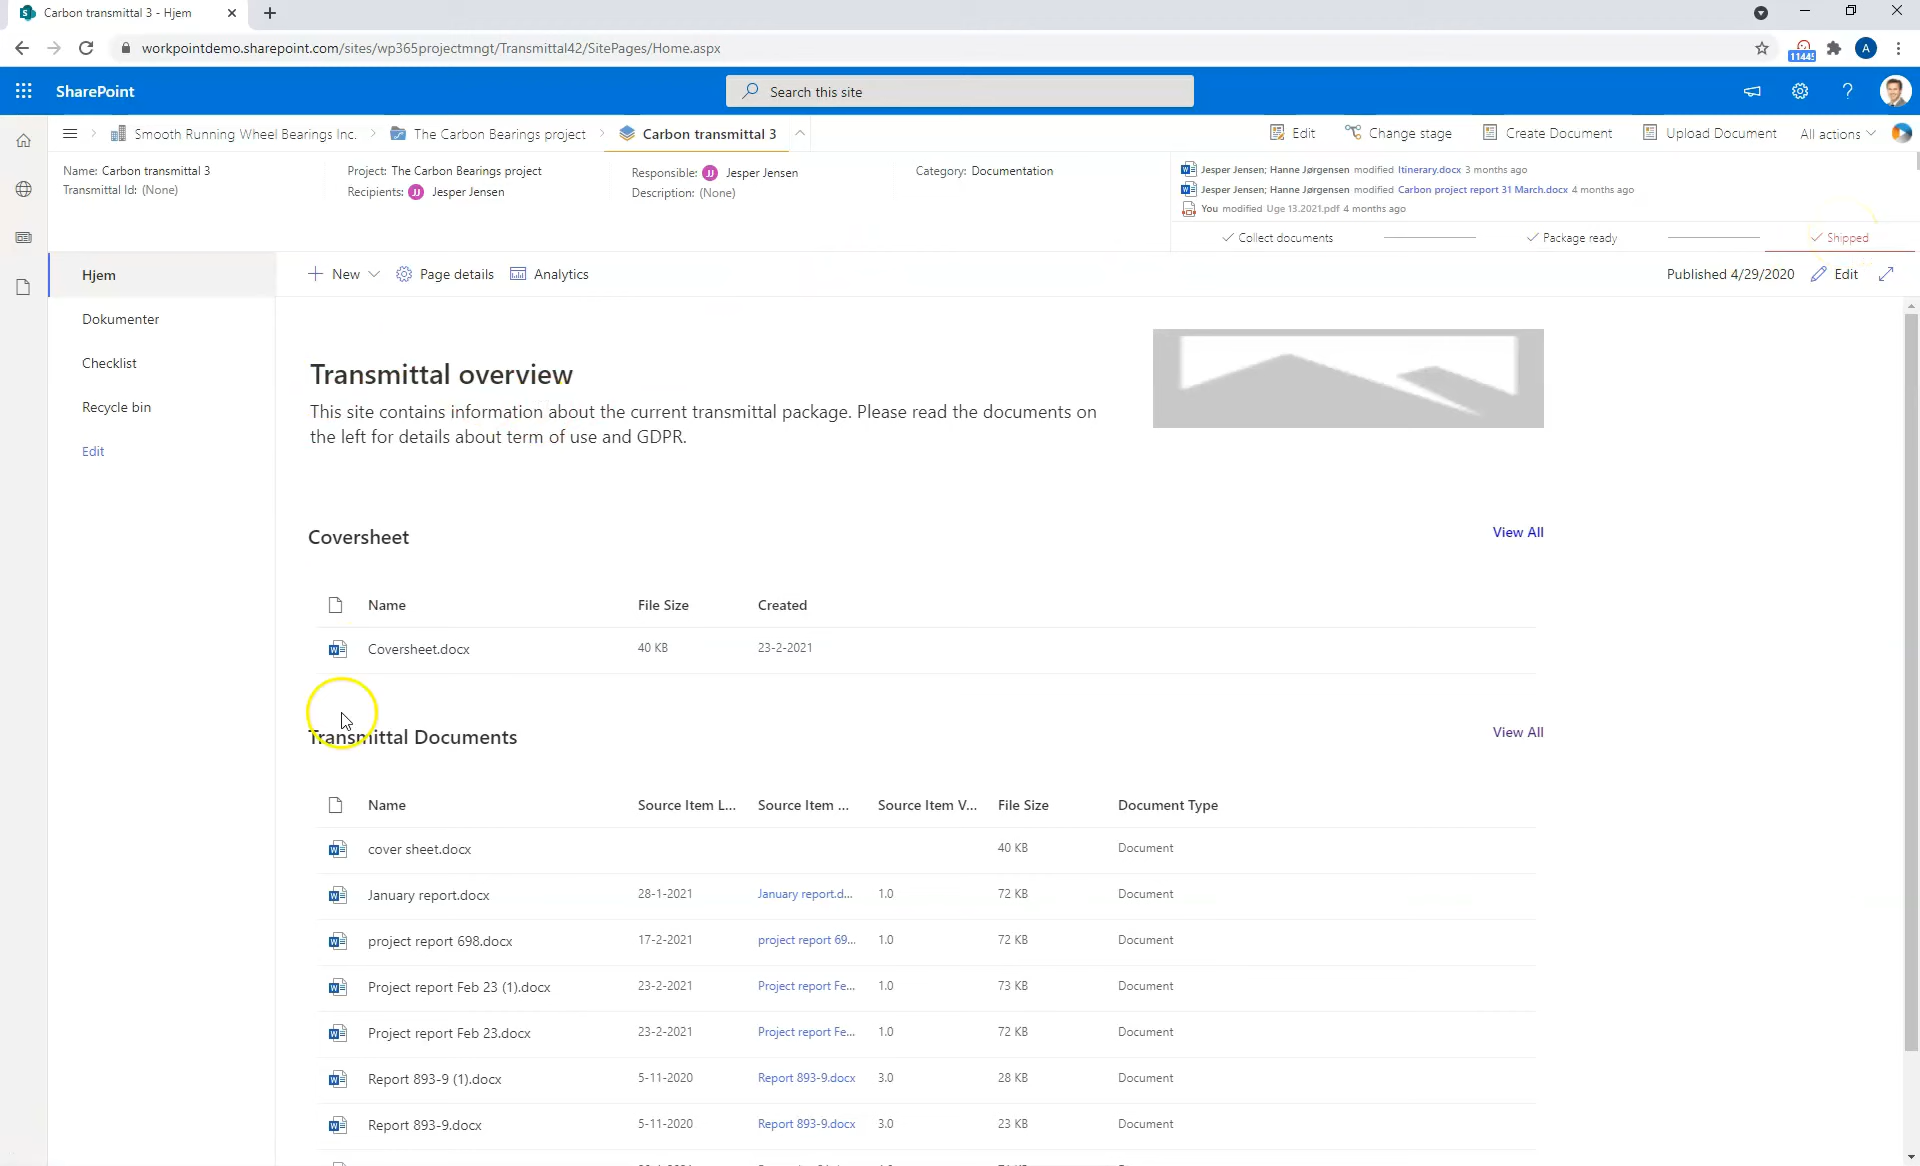 Carbon transmittal 3 - Hjem
workpointdemo.sharepoint.com/sites/wp365projectmngt/Transmittal42/SitePages/Home.aspx
A
SharePoint
Search this site
Smooth Running Wheel Bearings Inc.
The Carbon Bearings project
Carbon transmittal 3
Edit
Change stage
Create Document
Upload Document
All actions
Name: Carbon transmittal 3
Transmittal Id: (None)
Project: The Carbon Bearings project
Recipients: JJ Jesper Jensen
Responsible: JJ Jesper Jensen
Description: (None)
Category: Documentation
Jesper Jensen; Hanne Jørgensen modified Itinerary.docx 3 months ago
Jesper Jensen; Hanne Jørgensen modified Carbon project report 31 March.docx 4 months ago
You modified Uge 13.2021.pdf 4 months ago
Collect documents
Package ready
Shipped
Hjem
Dokumenter
Checklist
Recycle bin
Edit
New
Page details
Analytics
Published 4/29/2020
Edit
Transmittal overview
This site contains information about the current transmittal package. Please read the documents on
the left for details about term of use and GDPR.
Coversheet
View All
Name File Size Created
Coversheet.docx 40 KB 23-2-2021
Transmittal Documents
View All
Name Source Item L... Source Item ... Source Item V... File Size Document Type
cover sheet.docx 40 KB Document
January report.docx 28-1-2021 January report.d... 1.0 72 KB Document
project report 698.docx 17-2-2021 project report 69... 1.0 72 KB Document
Project report Feb 23 (1).docx 23-2-2021 Project report Fe... 1.0 73 KB Document
Project report Feb 23.docx 23-2-2021 Project report Fe... 1.0 72 KB Document
Report 893-9 (1).docx 5-11-2020 Report 893-9.docx 3.0 28 KB Document
Report 893-9.docx 5-11-2020 Report 893-9.docx 3.0 23 KB Document